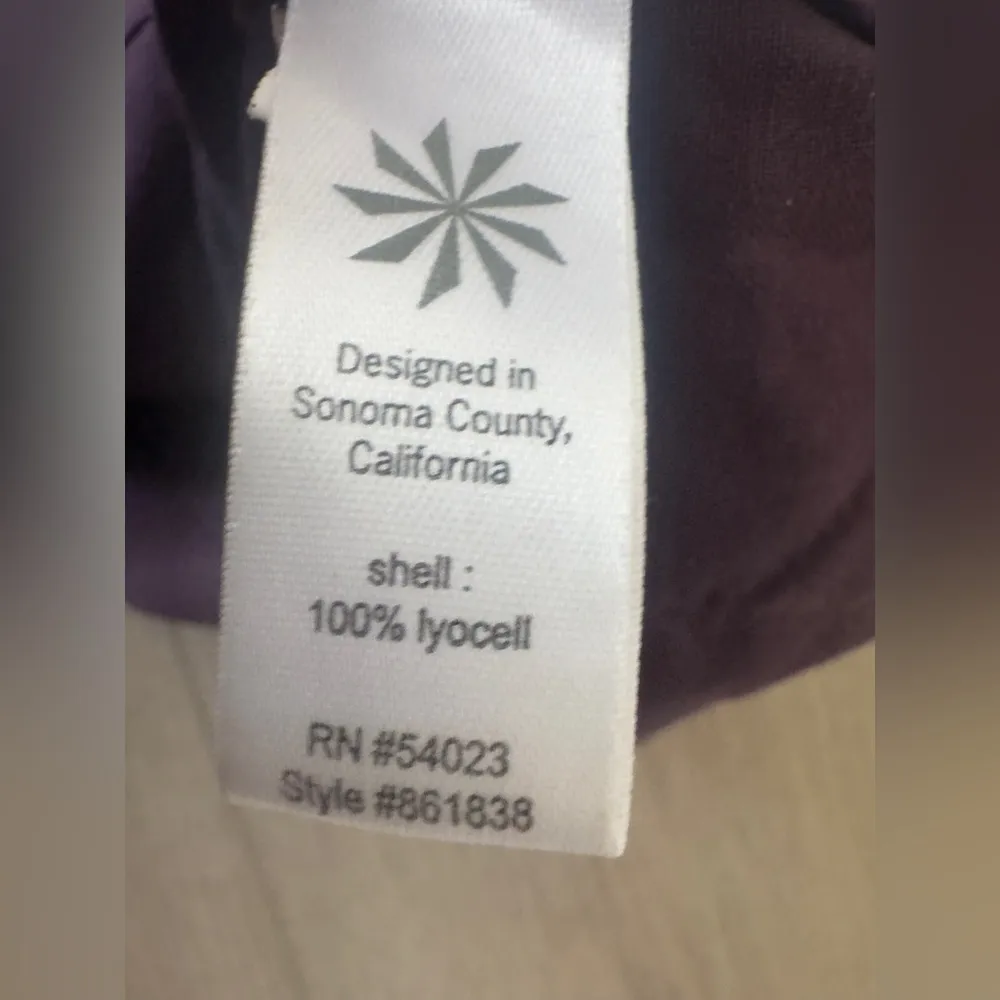 Designed in
Sonoma County,
California
shell :
100% lyocell
RN #54023
Style #861838